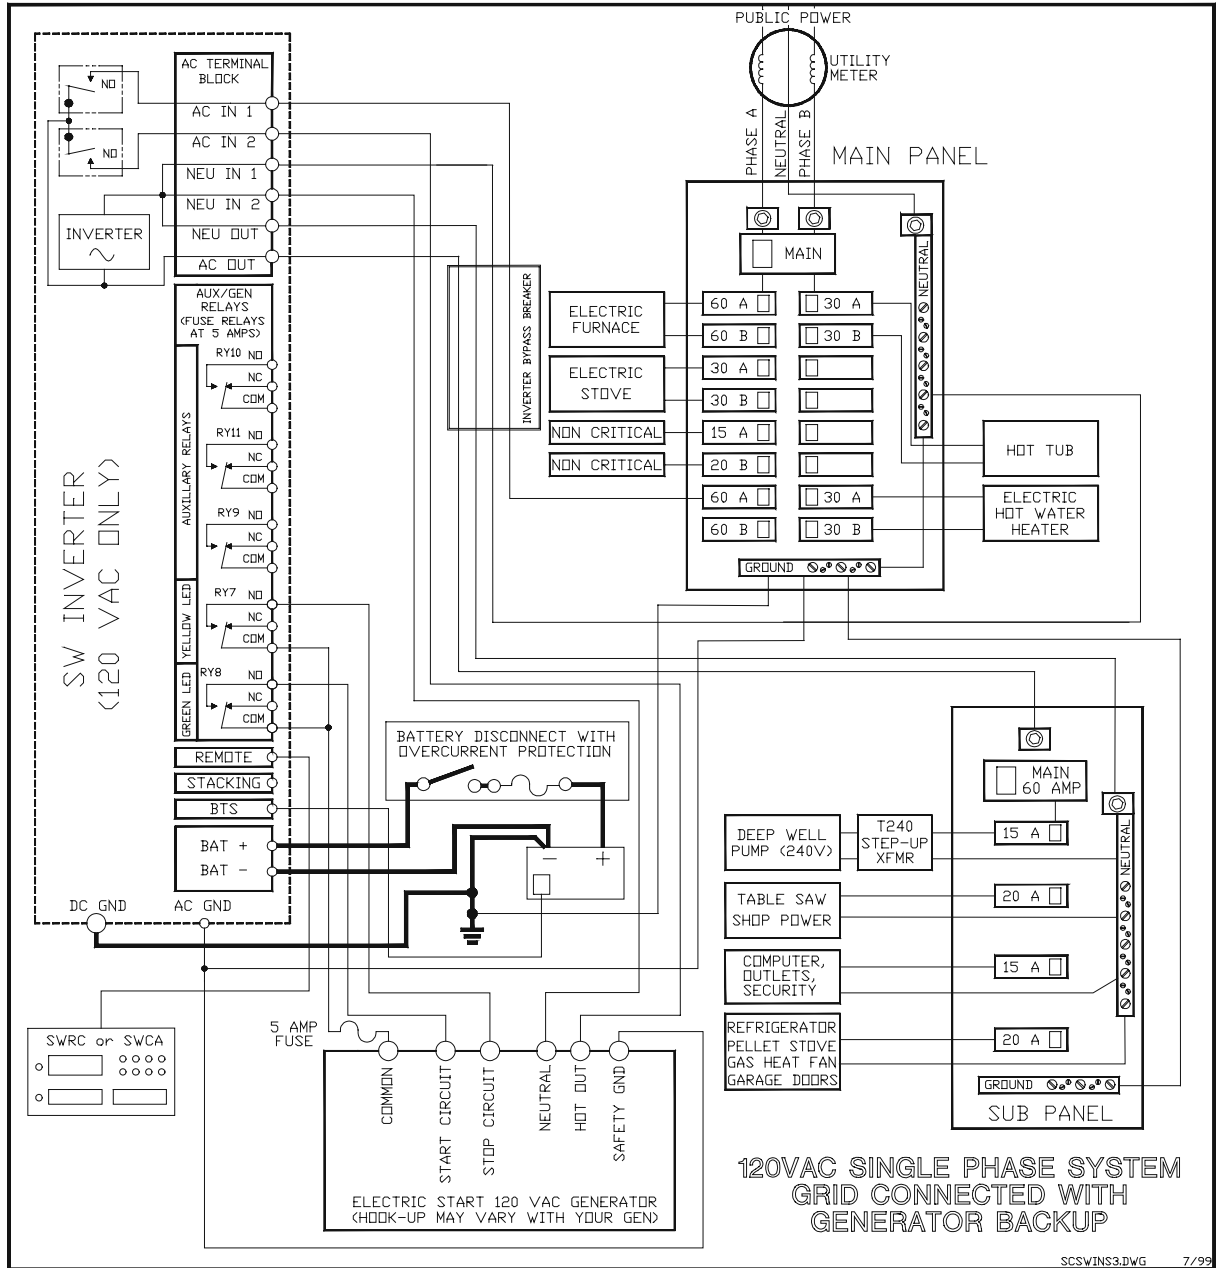 PUBLIC POWER
UTILITY
METER
PHASE A
NEUTRAL
PHASE B
MAIN PANEL
AC TERMINAL
BLOCK
NO
AC IN 1
AC IN 2
NO
NEU IN 1
NEU IN 2
NEU OUT
AC OUT
INVERTER
AUX/GEN
RELAYS
(FUSE RELAYS
AT 5 AMPS)
RY10 NO
NC
COM
RY11 NO
NC
COM
RY9 NO
NC
COM
RY7 NO
NC
COM
RY8 NO
NC
COM
AUXILLARY RELAYS
YELLOW LED
GREEN LED
SW INVERTER
(120 VAC ONLY)
REMOTE
STACKING
BTS
BAT +
BAT -
DC GND
AC GND
INVERTER BYPASS BREAKER
MAIN
NEUTRAL
ELECTRIC
FURNACE
60 A
30 A
60 B
30 B
ELECTRIC
STOVE
30 A
30 B
NON CRITICAL
15 A
NON CRITICAL
20 B
60 A
30 A
60 B
30 B
HOT TUB
ELECTRIC
HOT WATER
HEATER
GROUND
BATTERY DISCONNECT WITH
OVERCURRENT PROTECTION
− +
MAIN
60 AMP
NEUTRAL
DEEP WELL
PUMP (240V)
T240
STEP-UP
XFMR
15 A
TABLE SAW
SHOP POWER
20 A
COMPUTER,
OUTLETS,
SECURITY
15 A
REFRIGERATOR
PELLET STOVE
GAS HEAT FAN
GARAGE DOORS
20 A
GROUND
SUB PANEL
SWRC or SWCA
5 AMP
FUSE
COMMON
START CIRCUIT
STOP CIRCUIT
NEUTRAL
HOT OUT
SAFETY GND
ELECTRIC START 120 VAC GENERATOR
(HOOK-UP MAY VARY WITH YOUR GEN)
120VAC SINGLE PHASE SYSTEM
GRID CONNECTED WITH
GENERATOR BACKUP
SCSWINS3.DWG 7/99